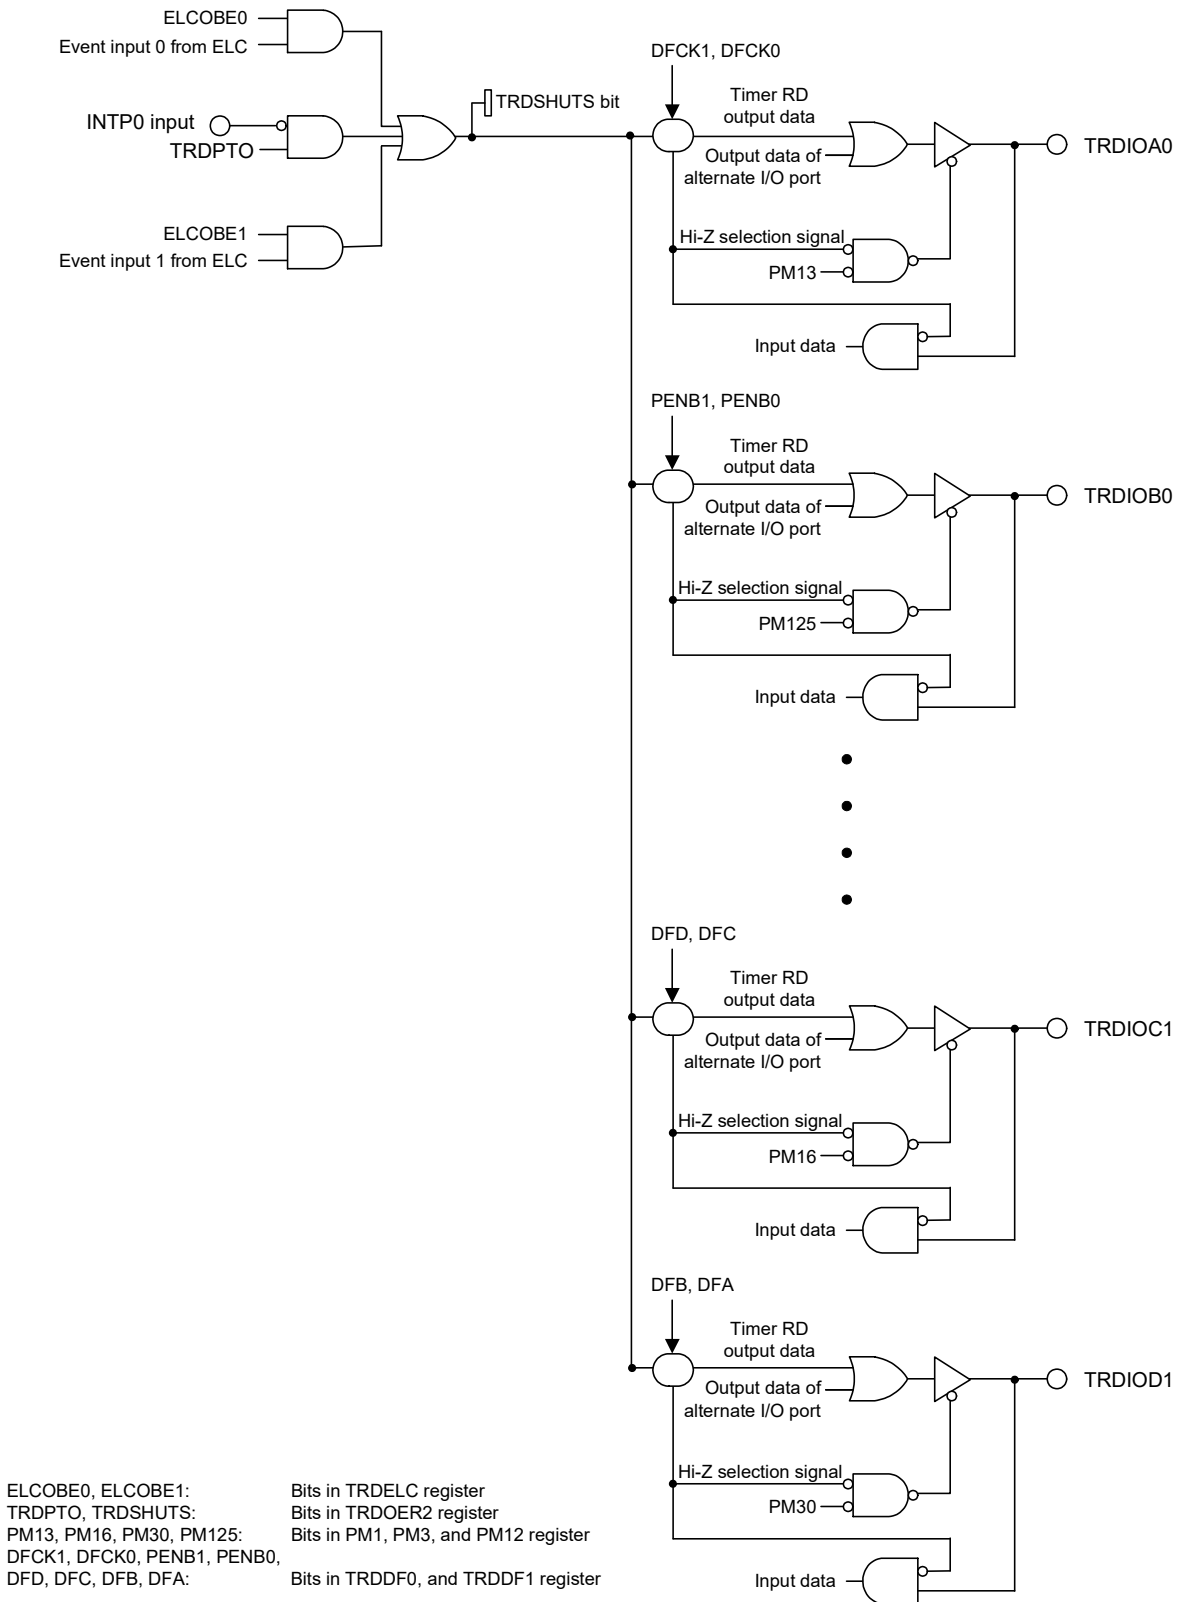 ELCOBE0
Event input 0 from ELC
INTP0 input
TRDPTO
ELCOBE1
Event input 1 from ELC
TRDSHUTS bit
DFCK1, DFCK0
Timer RD
output data
Output data of
alternate I/O port
Hi-Z selection signal
PM13
Input data
TRDIOA0
PENB1, PENB0
Timer RD
output data
Output data of
alternate I/O port
Hi-Z selection signal
PM125
Input data
TRDIOB0
DFD, DFC
Timer RD
output data
Output data of
alternate I/O port
Hi-Z selection signal
PM16
Input data
TRDIOC1
DFB, DFA
Timer RD
output data
Output data of
alternate I/O port
Hi-Z selection signal
PM30
Input data
TRDIOD1
ELCOBE0, ELCOBE1: Bits in TRDELC register
TRDPTO, TRDSHUTS: Bits in TRDOER2 register
PM13, PM16, PM30, PM125: Bits in PM1, PM3, and PM12 register
DFCK1, DFCK0, PENB1, PENB0,
DFD, DFC, DFB, DFA: Bits in TRDDF0, and TRDDF1 register